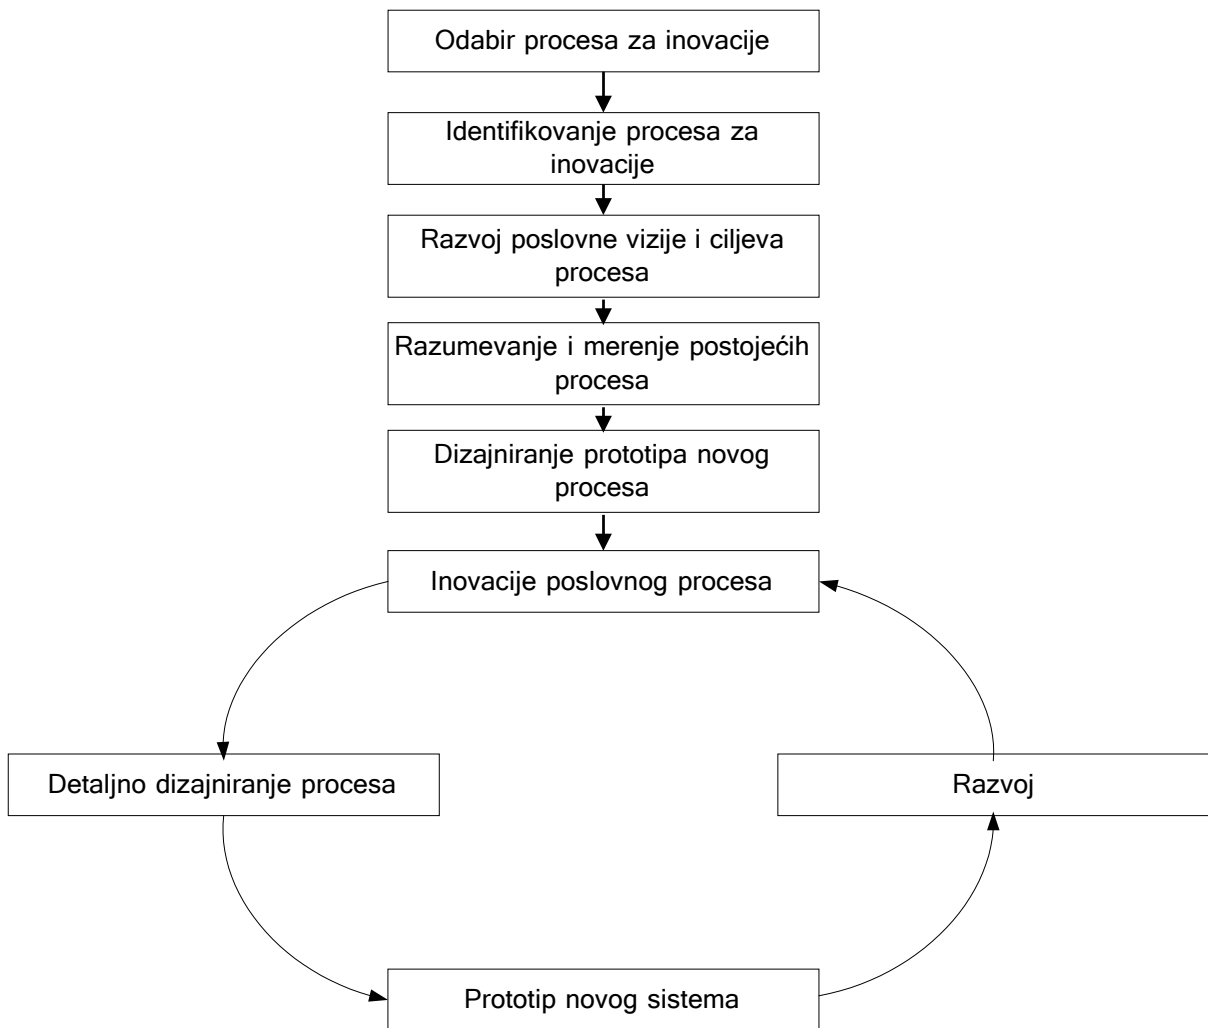 Odabir procesa za inovacije
Identifikovanje procesa za
inovacije
Razvoj poslovne vizije i ciljeva
procesa
Razumevanje i merenje postojećih
procesa
Dizajniranje prototipa novog
procesa
Inovacije poslovnog procesa
Detaljno dizajniranje procesa
Razvoj
Prototip novog sistema